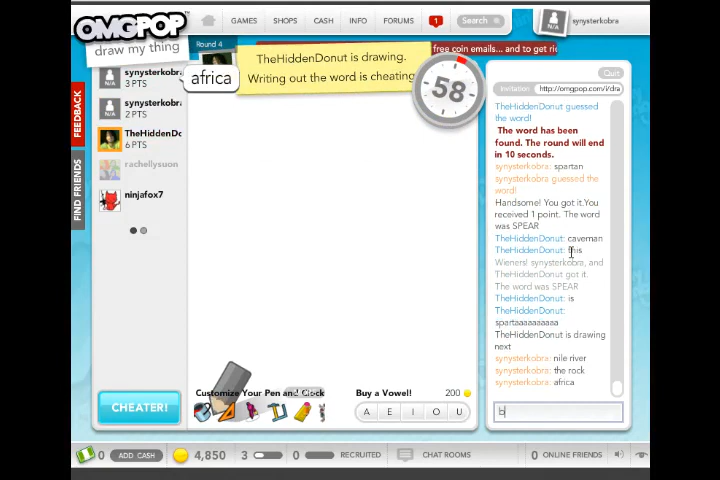 OMGPOP
draw my thing
GAMES
SHOPS
CASH
INFO
FORUMS
1
Search
N/A
synysterkobra
Round 4
TheHiddenDonut is drawing.
Writing out the word is cheating
free coin emails... and to get ric
58
africa
N/A
synysterkobra
3 PTS
N/A
synysterkobra
2 PTS
TheHiddenDo
6 PTS
rachellysuon
ninjafox7
FEEDBACK
FIND FRIENDS
Quit
Invitation
http://omgpop.com/i/dra
TheHiddenDonut guessed
the word!
The word has been
found. The round will end
in 10 seconds.
synysterkobra: spartan
synysterkobra guessed the
word!
Handsome! You got it.You
received 1 point. The word
was SPEAR
TheHiddenDonut: caveman
TheHiddenDonut: this
Wieners! synysterkobra, and
TheHiddenDonut got it.
The word was SPEAR
TheHiddenDonut: is
TheHiddenDonut:
spartaaaaaaaaaa
TheHiddenDonut is drawing
next
synysterkobra: nile river
synysterkobra: the rock
synysterkobra: africa
b
Customize Your Pen and Clock
Buy a Vowel!
200
A
E
I
O
U
CHEATER!
0
ADD CASH
4,850
3
0
RECRUITED
CHAT ROOMS
0
ONLINE FRIENDS